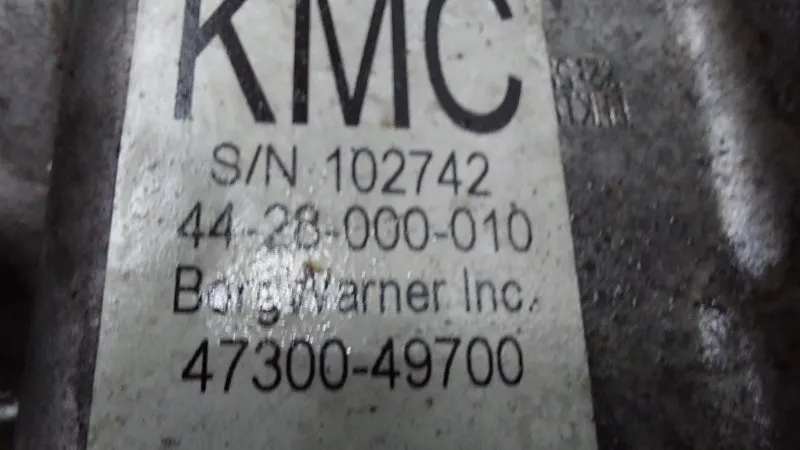 KMC
S/N 102742
44-28-000-010
BorgWarner Inc.
47300-49700